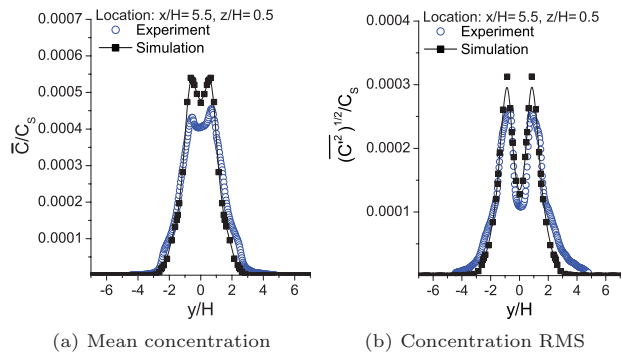 Location: x/H=5.5, z/H=0.5
Experiment
Simulation
0.0007
0.0006
0.0005
0.0004
0.0003
0.0002
0.0001
C̅/Cs
-6 -4 -2 0 2 4 6
y/H
(a) Mean concentration
Location: x/H=5.5, z/H=0.5
Experiment
Simulation
0.0004
0.0003
0.0002
0.0001
(C'²)^1/2/Cs
-6 -4 -2 0 2 4 6
y/H
(b) Concentration RMS